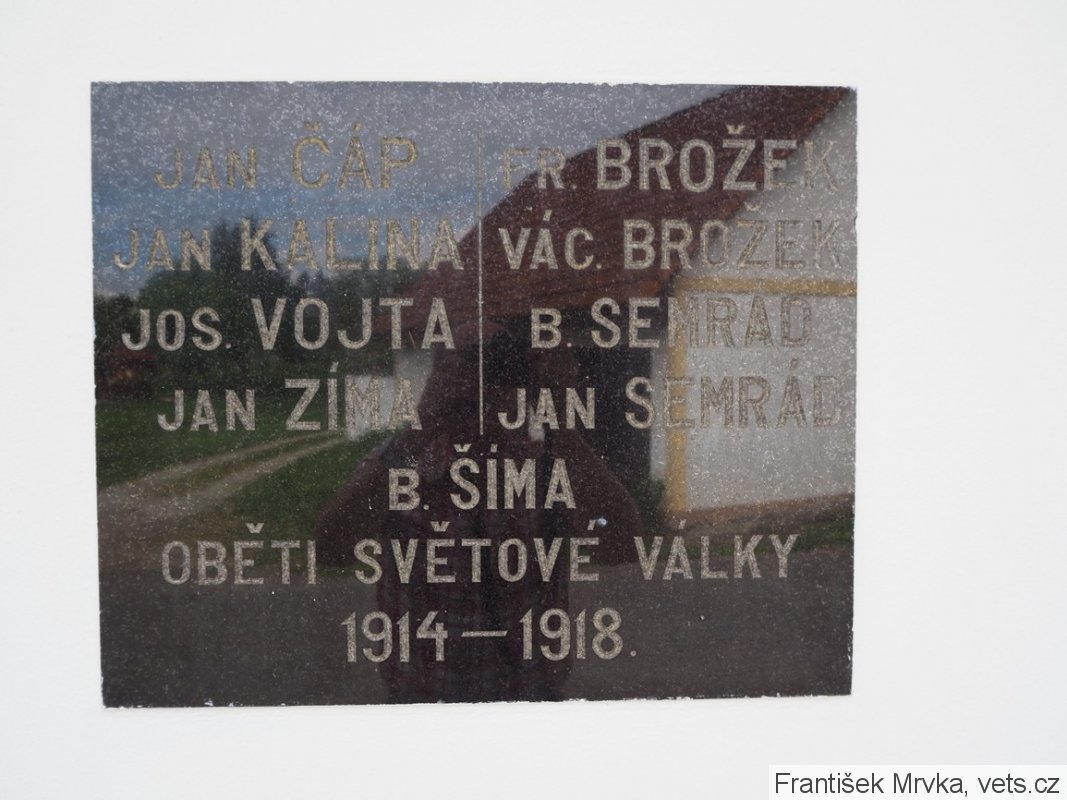 JAN ČÁP
JAN KALINA
JOS. VOJTA
JAN ZÍMA
FR. BROŽEK
VÁC. BROŽEK
B. SEMRÁD
JAN SEMRÁD
B. ŠÍMA
OBĚTI SVĚTOVÉ VÁLKY
1914 — 1918.
František Mrvka, vets.cz